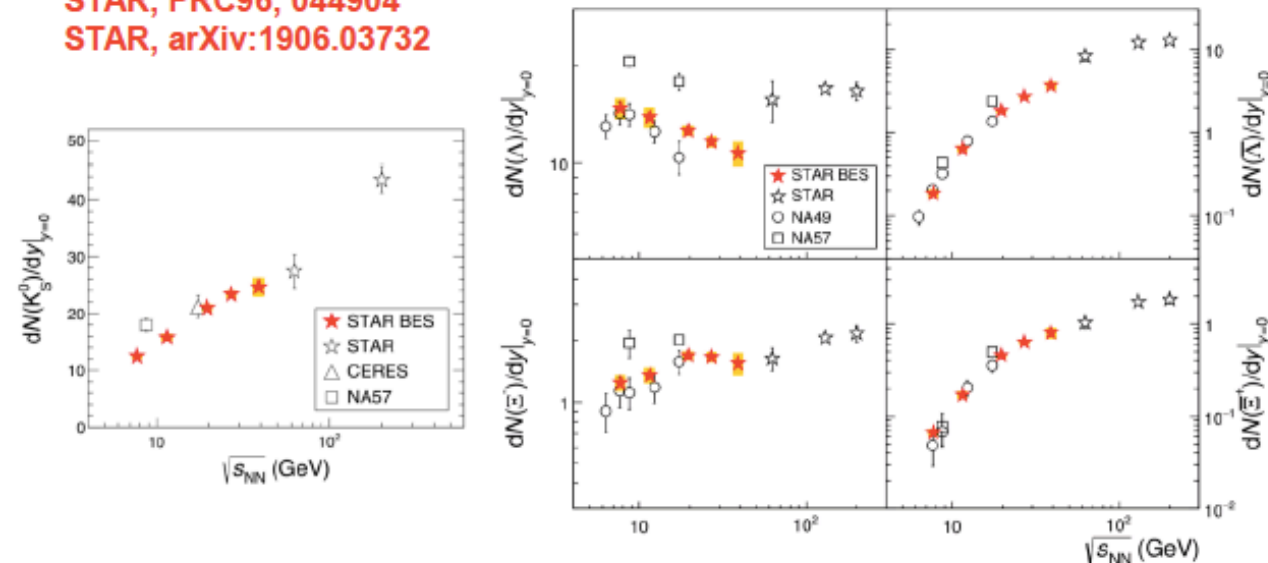 STAR, PRC96, 044904
STAR, arXiv:1906.03732
dN(K⁰S)/dy|y=0
50
40
30
20
10
0
10
10²
√sNN (GeV)
STAR BES
STAR
CERES
NA57
dN(Λ)/dy|y=0
10
STAR BES
STAR
NA49
NA57
dN(Λ̅)/dy|y=0
10
1
10⁻¹
dN(Ξ⁻)/dy|y=0
1
10
10²
dN(Ξ̅⁺)/dy|y=0
1
10⁻¹
10⁻²
10
10²
√sNN (GeV)